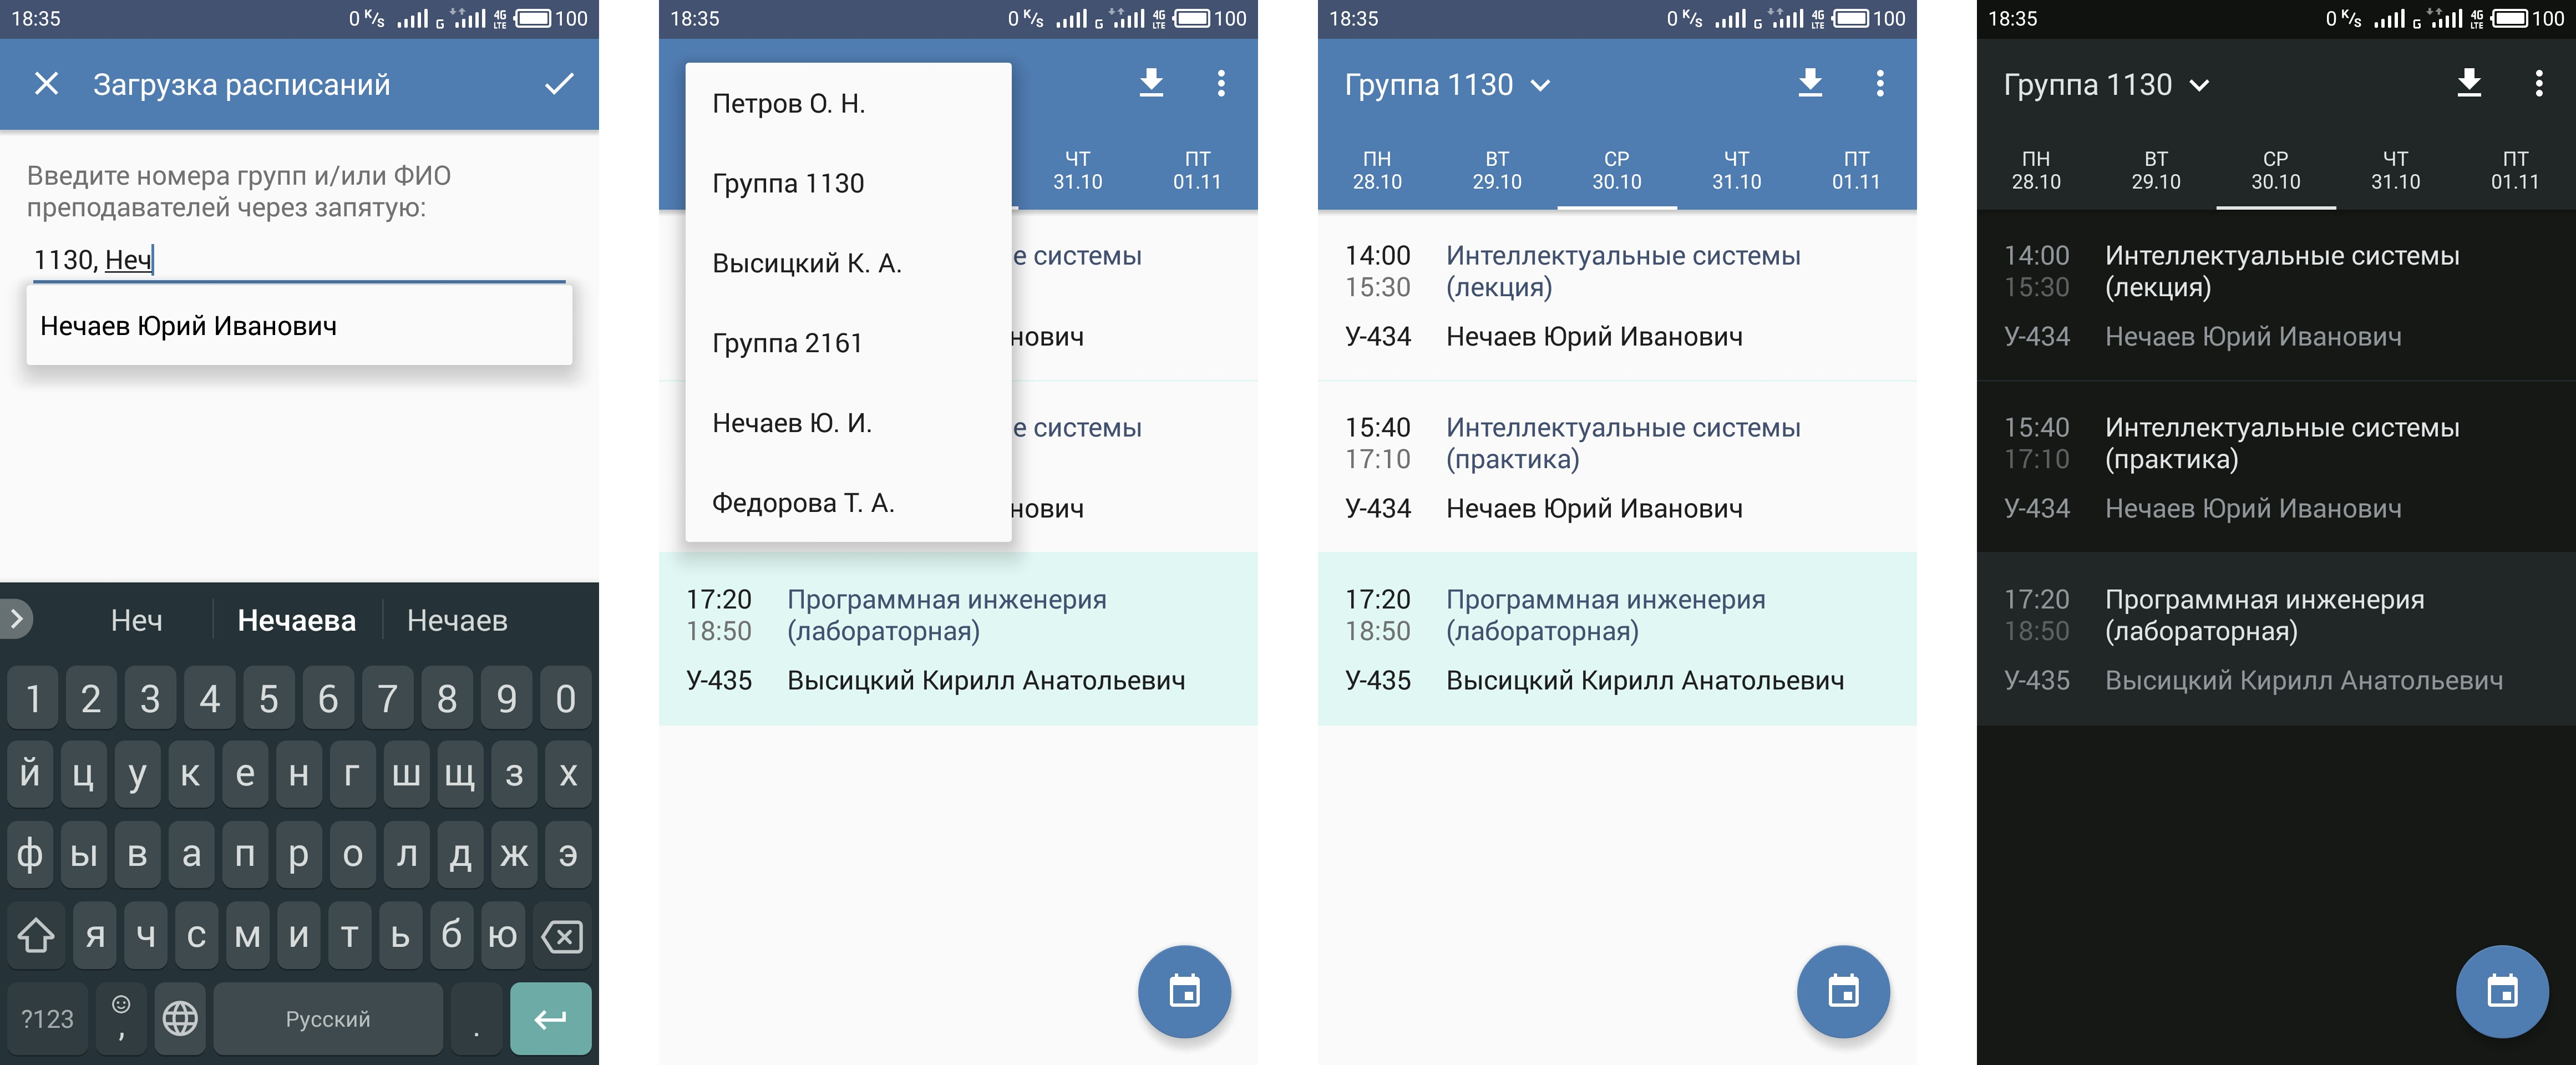 18:35
0 K/s
G
4G LTE
100
Загрузка расписаний
Введите номера групп и/или ФИО
преподавателей через запятую:
1130, Неч
Нечаев Юрий Иванович
Неч
Нечаева
Нечаев
1 2 3 4 5 6 7 8 9 0
й ц у к е н г ш щ з х
ф ы в а п р о л д ж э
я ч с м и т ь б ю
?123 , Русский .
18:35
0 K/s
G
4G LTE
100
Петров О. Н.
Группа 1130
Высицкий К. А.
Группа 2161
Нечаев Ю. И.
Федорова Т. А.
ЧТ
31.10
ПТ
01.11
е системы
нович
е системы
нович
17:20 Программная инженерия
18:50 (лабораторная)
У-435 Высицкий Кирилл Анатольевич
18:35
0 K/s
G
4G LTE
100
Группа 1130
ПН ВТ СР ЧТ ПТ
28.10 29.10 30.10 31.10 01.11
14:00 Интеллектуальные системы
15:30 (лекция)
У-434 Нечаев Юрий Иванович
15:40 Интеллектуальные системы
17:10 (практика)
У-434 Нечаев Юрий Иванович
17:20 Программная инженерия
18:50 (лабораторная)
У-435 Высицкий Кирилл Анатольевич
18:35
0 K/s
G
4G LTE
100
Группа 1130
ПН ВТ СР ЧТ ПТ
28.10 29.10 30.10 31.10 01.11
14:00 Интеллектуальные системы
15:30 (лекция)
У-434 Нечаев Юрий Иванович
15:40 Интеллектуальные системы
17:10 (практика)
У-434 Нечаев Юрий Иванович
17:20 Программная инженерия
18:50 (лабораторная)
У-435 Высицкий Кирилл Анатольевич